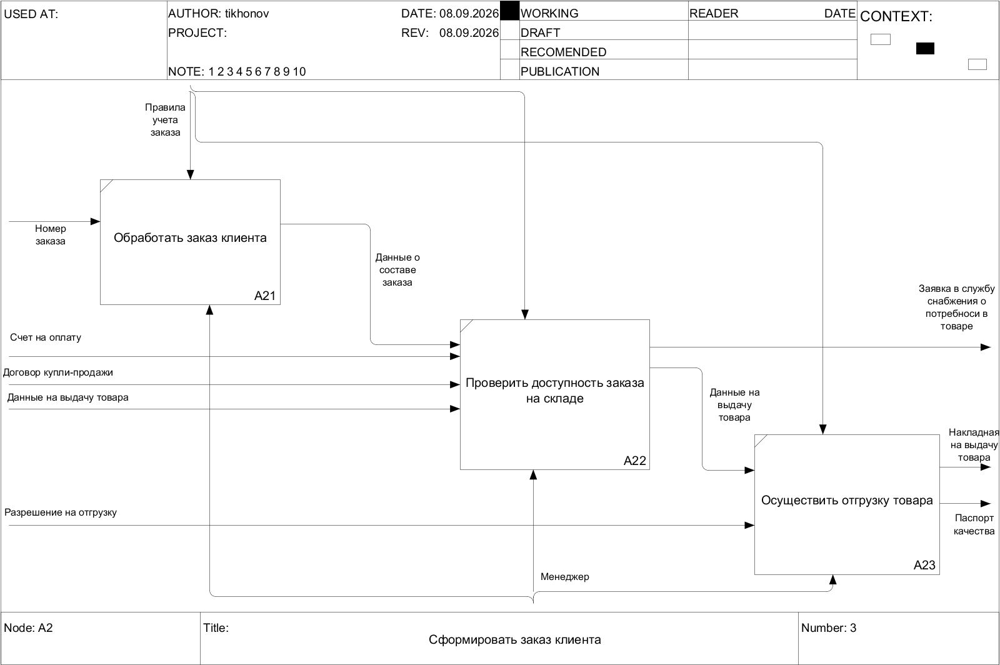 USED AT:
AUTHOR: tikhonov
DATE: 08.09.2026
PROJECT:
REV: 08.09.2026
NOTE: 1 2 3 4 5 6 7 8 9 10
WORKING
DRAFT
RECOMENDED
PUBLICATION
READER
DATE
CONTEXT:
Правила
учета
заказа
Номер
заказа
Обработать заказ клиента
A21
Данные о
составе
заказа
Заявка в службу
снабжения о
потребноси в
товаре
Счет на оплату
Договор купли-продажи
Данные на выдачу товара
Проверить доступность заказа
на складе
A22
Данные на
выдачу
товара
Накладная
на выдачу
товара
Осуществить отгрузку товара
A23
Паспорт
качества
Разрешение на отгрузку
Менеджер
Node: A2
Title:
Сформировать заказ клиента
Number: 3